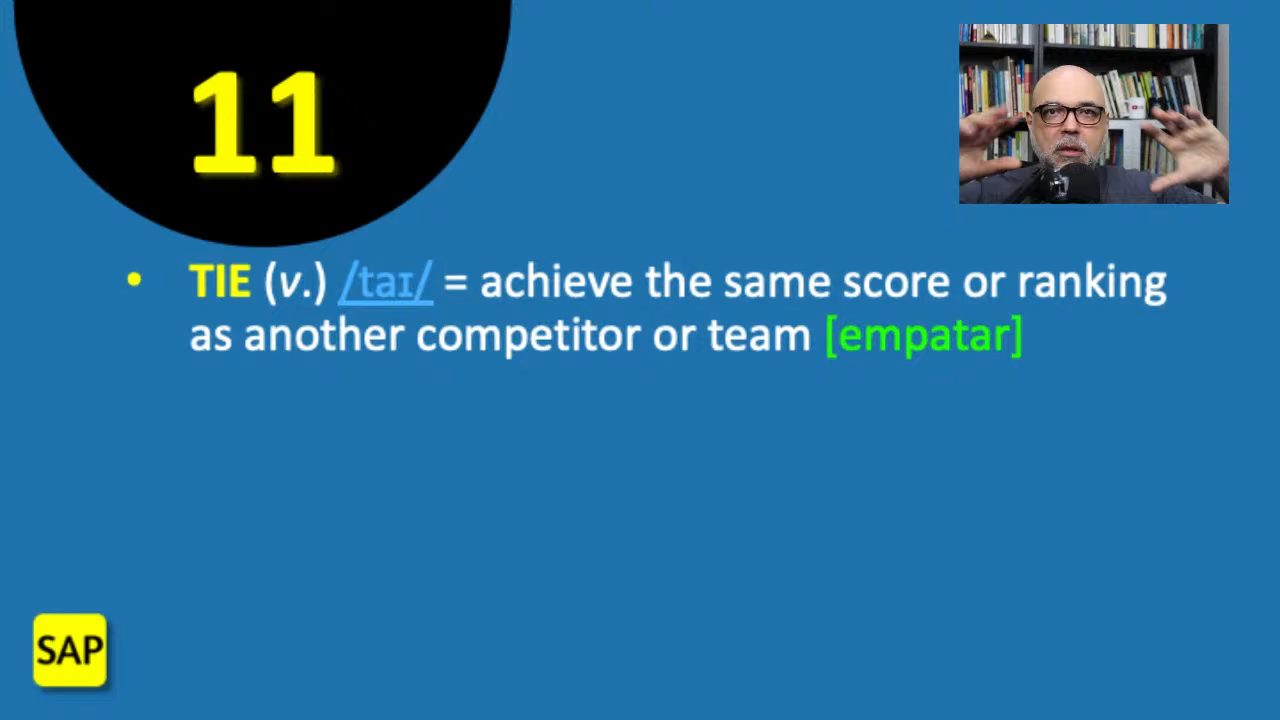 11
• TIE (v.) /taɪ/ = achieve the same score or ranking
as another competitor or team [empatar]
SAP